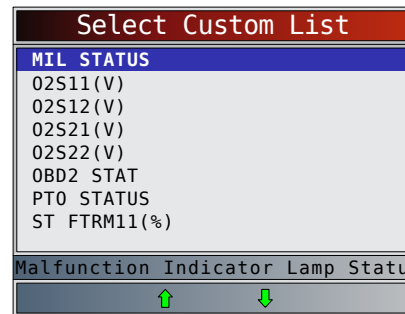 Select Custom List
MIL STATUS
O2S11(V)
O2S12(V)
O2S21(V)
O2S22(V)
OBD2 STAT
PTO STATUS
ST FTRM11(%)
Malfunction Indicator Lamp Statu